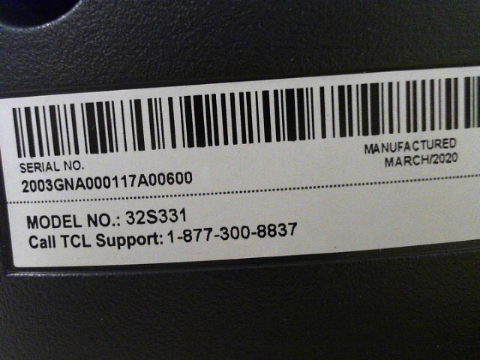 SERIAL NO.
2003GNA000117A00600
MANUFACTURED
MARCH/2020
MODEL NO.: 32S331
Call TCL Support: 1-877-300-8837